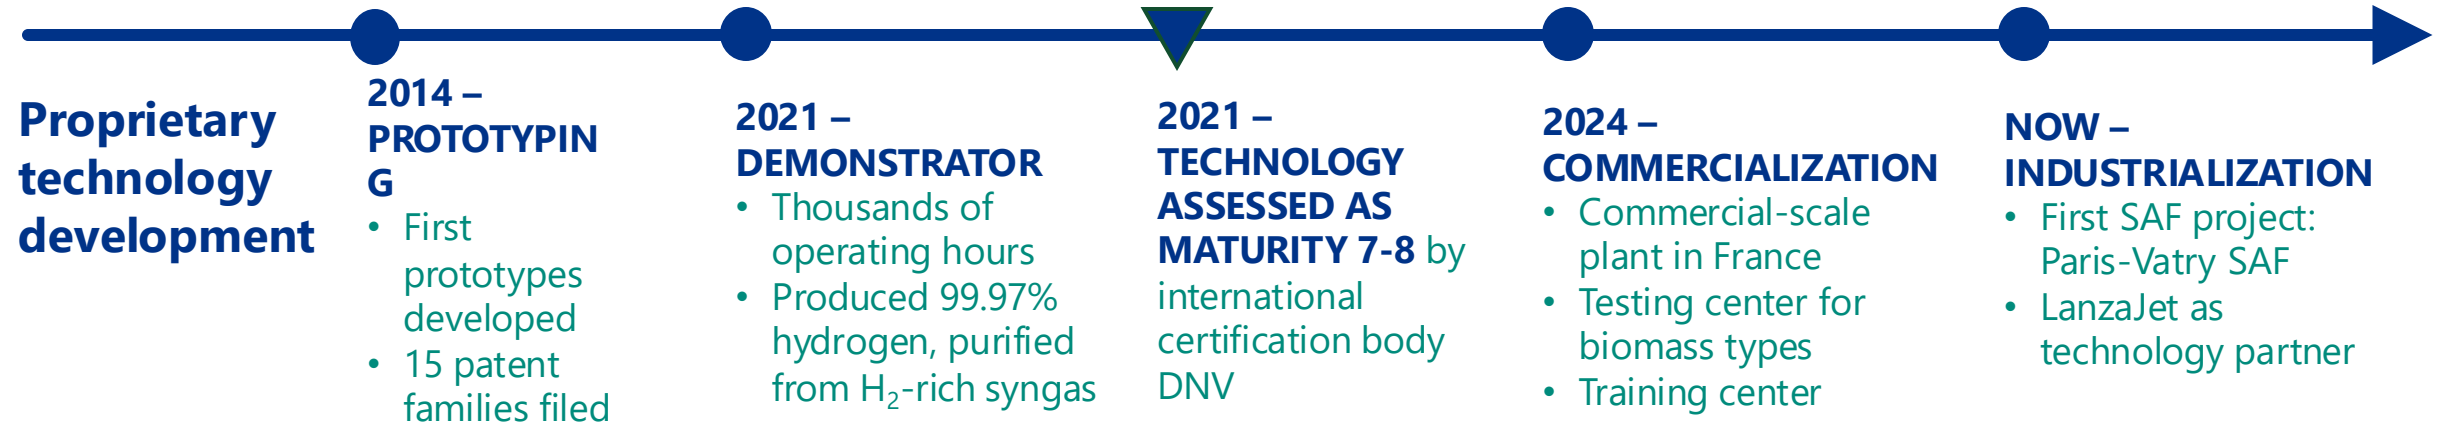 Proprietary
technology
development
2014 –
PROTOTYPIN
G
• First
prototypes
developed
• 15 patent
families filed
2021 –
DEMONSTRATOR
• Thousands of
operating hours
• Produced 99.97%
hydrogen, purified
from H₂-rich syngas
2021 –
TECHNOLOGY
ASSESSED AS
MATURITY 7-8 by
international
certification body
DNV
2024 –
COMMERCIALIZATION
• Commercial-scale
plant in France
• Testing center for
biomass types
• Training center
NOW –
INDUSTRIALIZATION
• First SAF project:
Paris-Vatry SAF
• LanzaJet as
technology partner